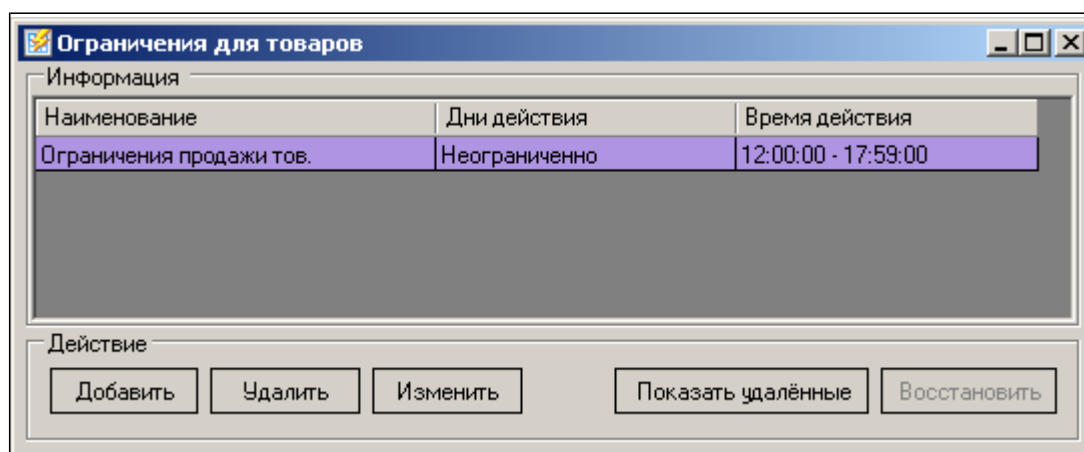 Ограничения для товаров
Информация
Наименование Дни действия Время действия
Ограничения продажи тов. Неограниченно 12:00:00 - 17:59:00
Действие
Добавить Удалить Изменить Показать удалённые Восстановить